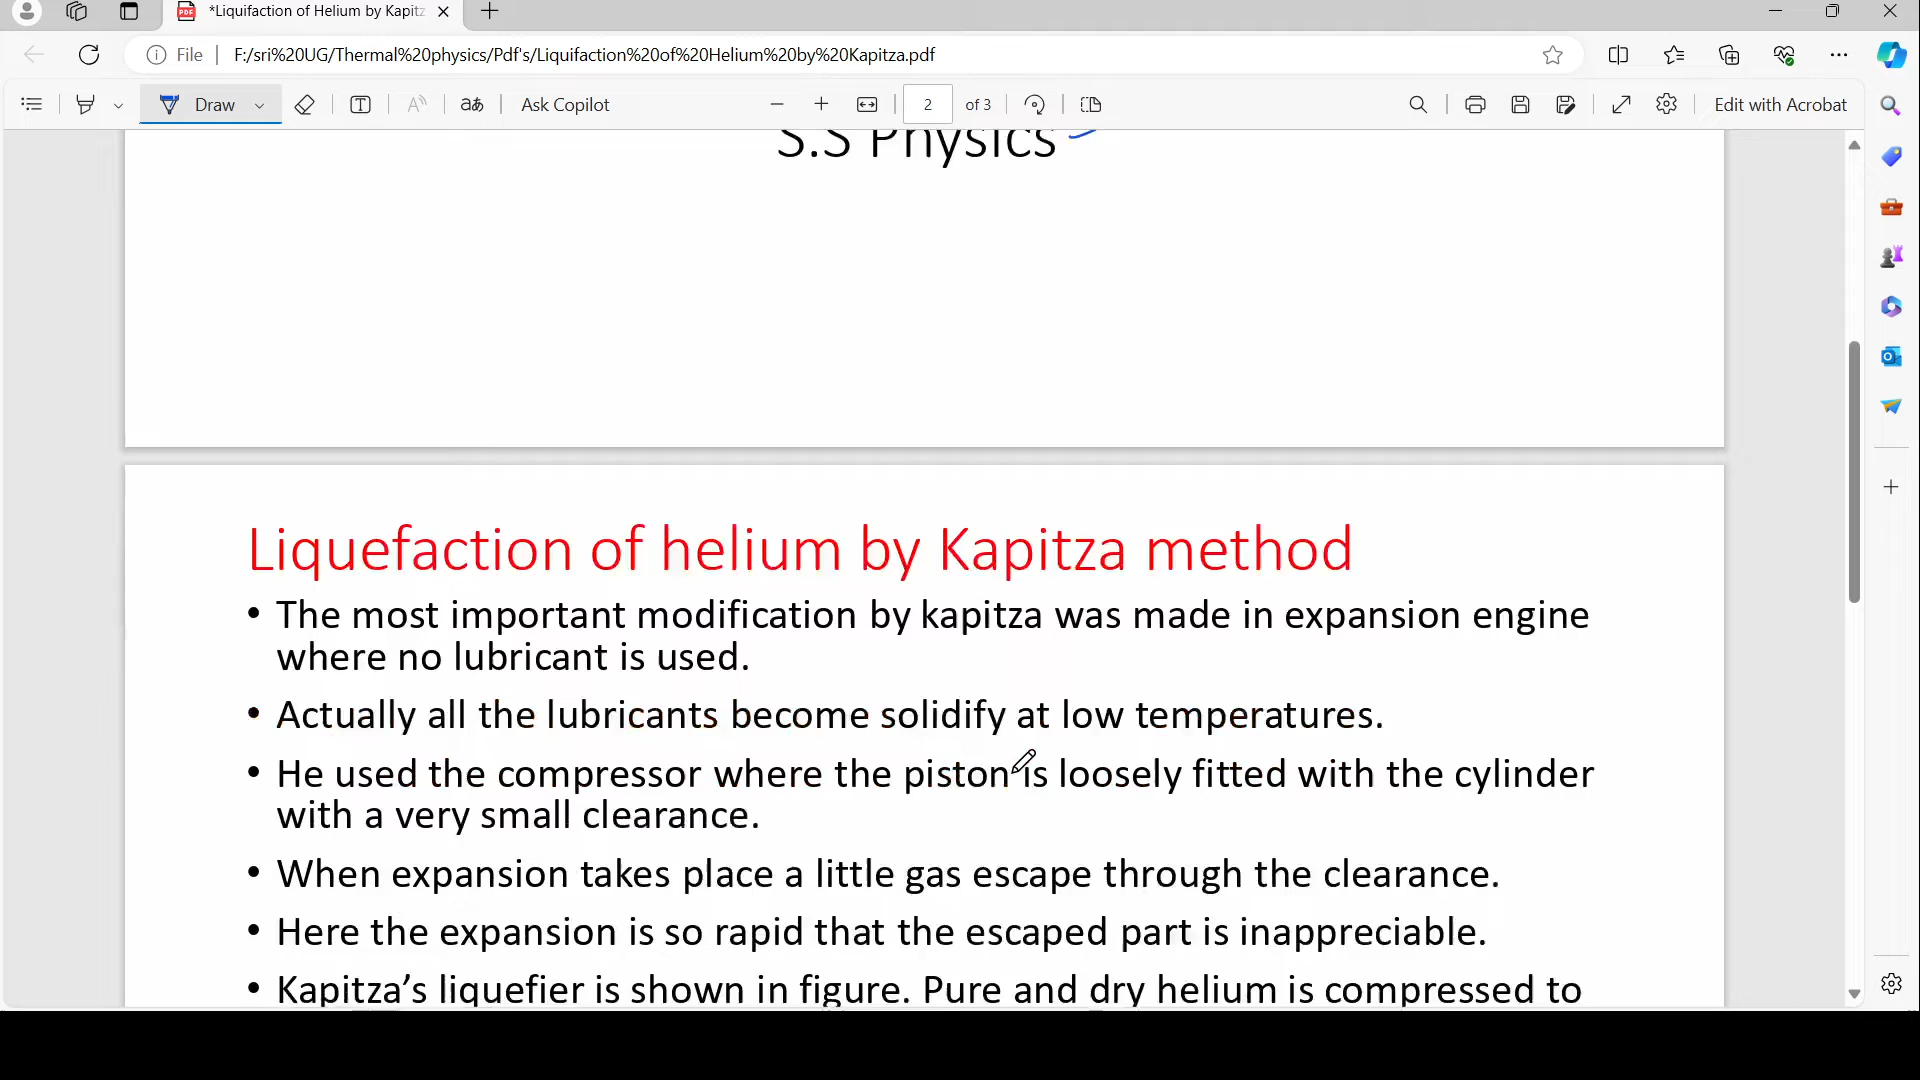 *Liquifaction of Helium by Kapitz
File
F:/sri%20UG/Thermal%20physics/Pdf's/Liquifaction%20of%20Helium%20by%20Kapitza.pdf
Draw
Ask Copilot
2 of 3
Edit with Acrobat
S.S Physics
Liquefaction of helium by Kapitza method
• The most important modification by kapitza was made in expansion engine
where no lubricant is used.
• Actually all the lubricants become solidify at low temperatures.
• He used the compressor where the piston is loosely fitted with the cylinder
with a very small clearance.
• When expansion takes place a little gas escape through the clearance.
• Here the expansion is so rapid that the escaped part is inappreciable.
• Kapitza’s liquefier is shown in figure. Pure and dry helium is compressed to